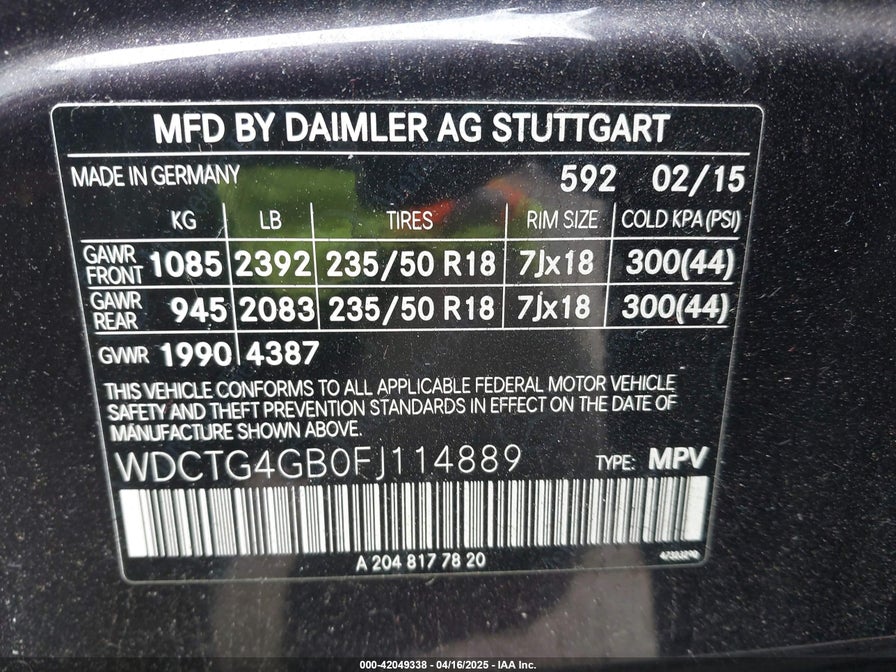 MFD BY DAIMLER AG STUTTGART
MADE IN GERMANY 592 02/15
KG LB TIRES RIM SIZE COLD KPA (PSI)
GAWR FRONT 1085 2392 235/50 R18 7Jx18 300(44)
GAWR REAR 945 2083 235/50 R18 7Jx18 300(44)
GVWR 1990 4387
THIS VEHICLE CONFORMS TO ALL APPLICABLE FEDERAL MOTOR VEHICLE
SAFETY AND THEFT PREVENTION STANDARDS IN EFFECT ON THE DATE OF
MANUFACTURE SHOWN ABOVE.
WDCTG4GB0FJ114889 TYPE: MPV
A 204 817 78 20
000-42049338 - 04/16/2025 - IAA Inc.